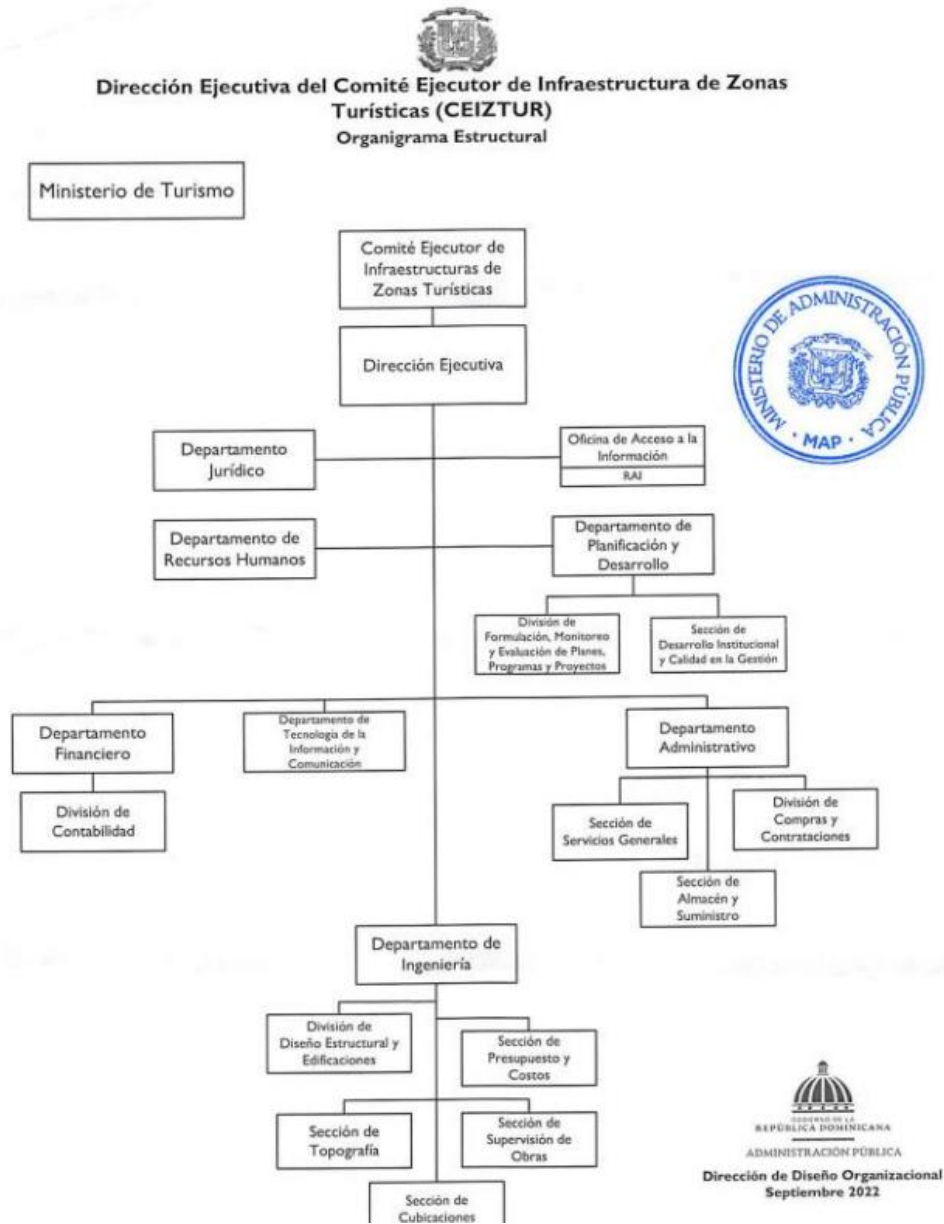 Dirección Ejecutiva del Comité Ejecutor de Infraestructura de Zonas
Turísticas (CEIZTUR)
Organigrama Estructural
Ministerio de Turismo
Comité Ejecutor de
Infraestructuras de
Zonas Turísticas
Dirección Ejecutiva
MINISTERIO DE ADMINISTRACIÓN PÚBLICA
· MAP ·
Departamento
Jurídico
Oficina de Acceso a la
Información
RAI
Departamento de
Recursos Humanos
Departamento de
Planificación y
Desarrollo
División de
Formulación, Monitoreo
y Evaluación de Planes,
Programas y Proyectos
Sección de
Desarrollo Institucional
y Calidad en la Gestión
Departamento
Financiero
Departamento de
Tecnología de la
Información y
Comunicación
Departamento
Administrativo
División de
Contabilidad
Sección de
Servicios Generales
División de
Compras y
Contrataciones
Sección de
Almacén y
Suministro
Departamento de
Ingeniería
División de
Diseño Estructural y
Edificaciones
Sección de
Presupuesto y
Costos
Sección de
Topografía
Sección de
Supervisión de
Obras
Sección de
Cubicaciones
GOBIERNO DE LA
REPÚBLICA DOMINICANA
ADMINISTRACIÓN PÚBLICA
Dirección de Diseño Organizacional
Septiembre 2022